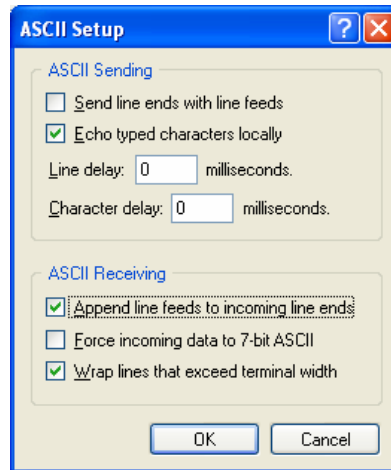 ASCII Setup
ASCII Sending
Send line ends with line feeds
Echo typed characters locally
Line delay: 0 milliseconds.
Character delay: 0 milliseconds.
ASCII Receiving
Append line feeds to incoming line ends
Force incoming data to 7-bit ASCII
Wrap lines that exceed terminal width
OK Cancel